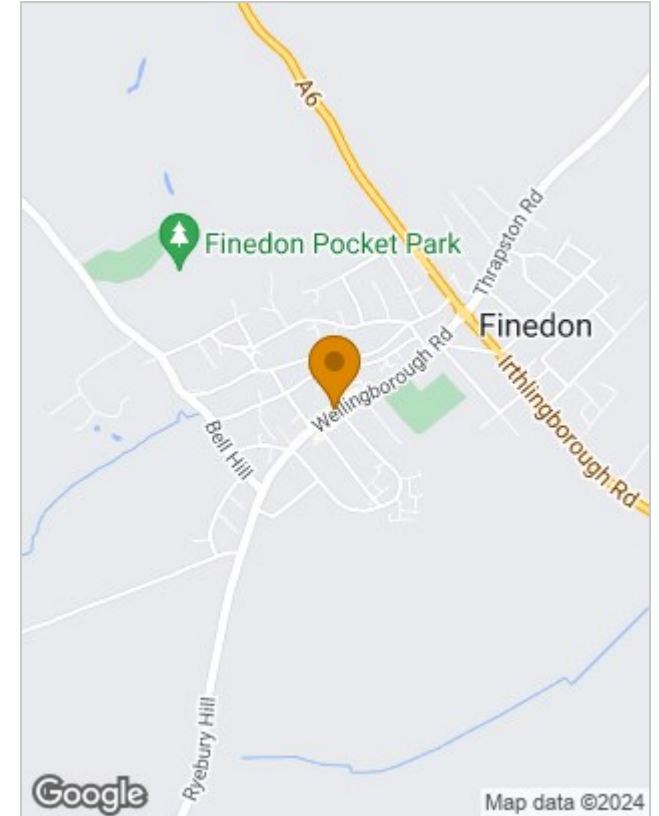 A6
Finedon Pocket Park
Thrapston Rd
Finedon
Wellingborough Rd
Irthlingborough Rd
Bell Hill
Ryebury Hill
Google
Map data ©2024